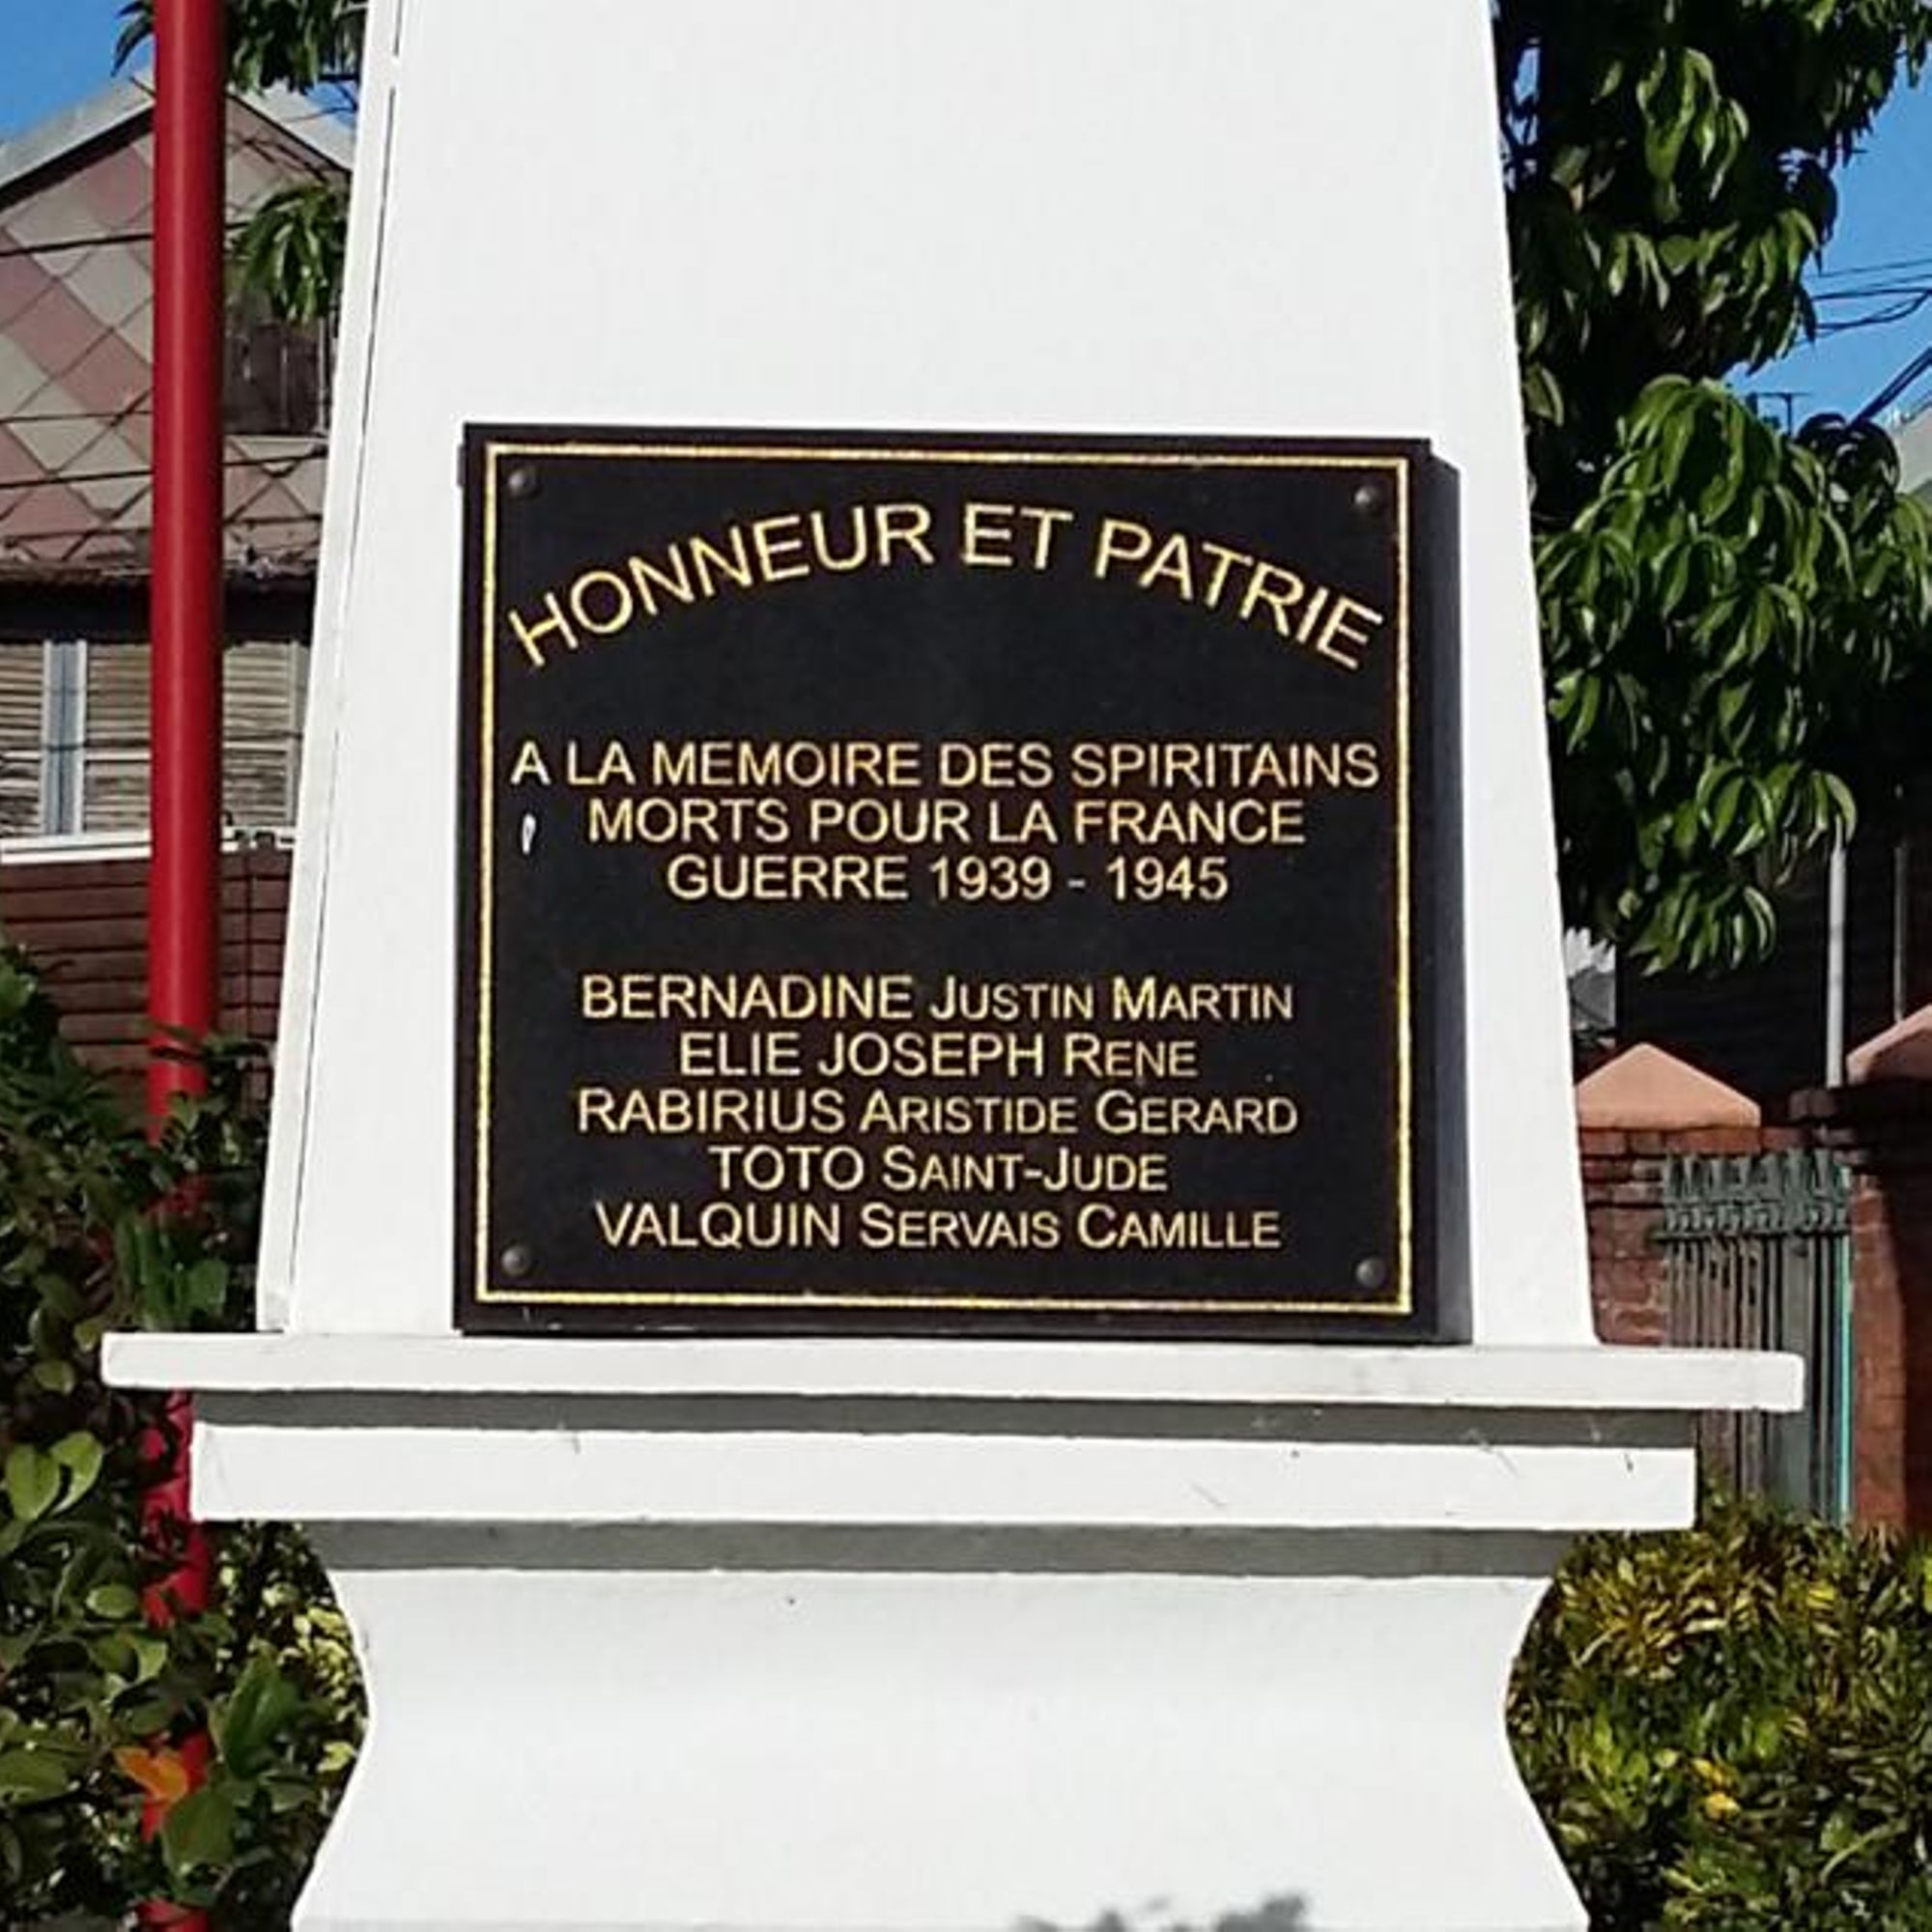 HONNEUR ET PATRIE
A LA MEMOIRE DES SPIRITAINS
MORTS POUR LA FRANCE
GUERRE 1939 - 1945
BERNADINE JUSTIN MARTIN
ELIE JOSEPH RENE
RABIRIUS ARISTIDE GERARD
TOTO SAINT-JUDE
VALQUIN SERVAIS CAMILLE